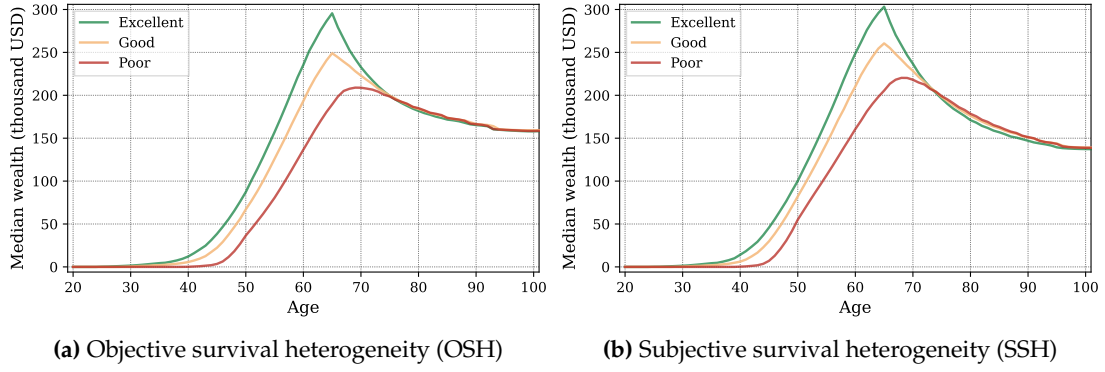 Median wealth (thousand USD)
300
250
200
150
100
50
0
Excellent
Good
Poor
20 30 40 50 60 70 80 90 100
Age
(a) Objective survival heterogeneity (OSH)
Median wealth (thousand USD)
300
250
200
150
100
50
0
Excellent
Good
Poor
20 30 40 50 60 70 80 90 100
Age
(b) Subjective survival heterogeneity (SSH)